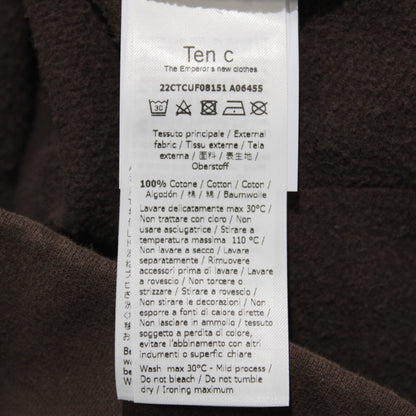 Ten c
The Emperor's new clothes
22CTCUF08151 A06455
30
Tessuto principale / External
fabric / Tissu externe / Tela
externa / 面料 / 表生地 /
Oberstoff
100% Cotone / Cotton / Coton /
Algodón / 棉 / 綿 / Baumwolle
Lavare delicatamente max 30°C /
Non trattare con cloro / Non
usare asciugatrice / Stirare a
temperatura massima 110 °C /
Non lavare a secco / Lavare
separatamente / Rimuovere
accessori prima di lavare / Lavare
a rovescio / Non torcere o
strizzare / Stirare a rovescio /
Non stirare le decorazioni / Non
esporre a fonti di calore dirette /
Non lasciare in ammollo / tessuto
soggetto a perdita di colore,
evitare l'abbinamento con altri
indumenti o superfici chiare
Wash max 30°C - Mild process /
Do not bleach / Do not tumble
dry / Ironing maximum